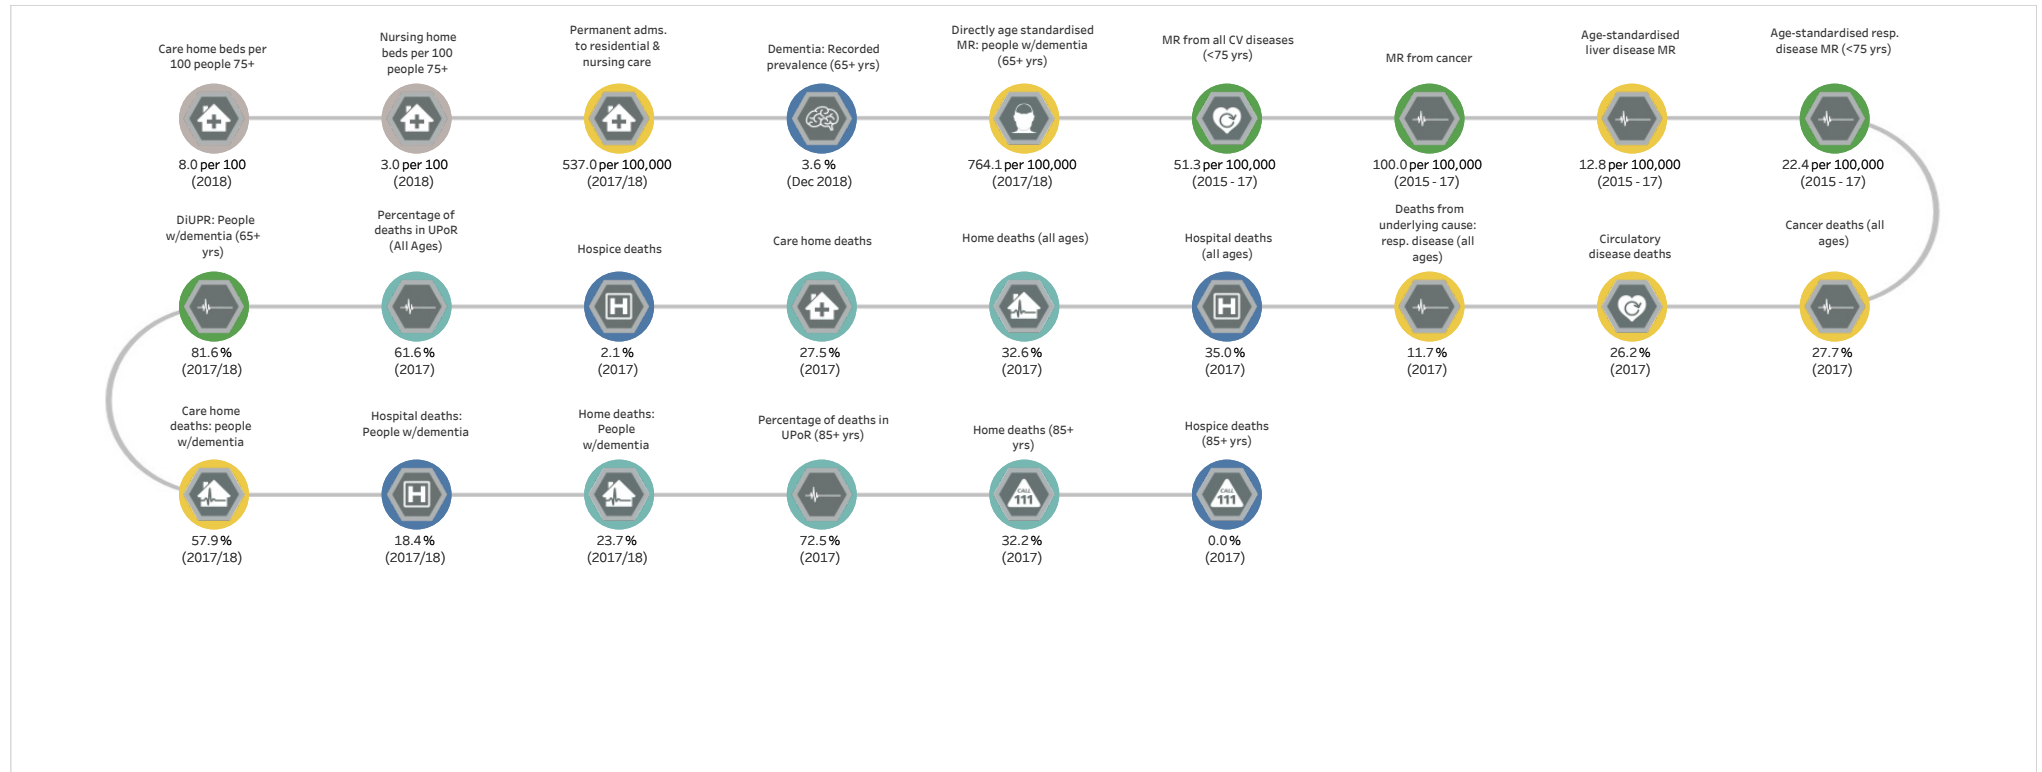 Care home beds per
100 people 75+
8.0 per 100
(2018)
Nursing home
beds per 100
people 75+
3.0 per 100
(2018)
Permanent adms.
to residential &
nursing care
537.0 per 100,000
(2017/18)
Dementia: Recorded
prevalence (65+ yrs)
3.6 %
(Dec 2018)
Directly age standardised
MR: people w/dementia
(65+ yrs)
764.1 per 100,000
(2017/18)
MR from all CV diseases
(<75 yrs)
51.3 per 100,000
(2015 - 17)
MR from cancer
100.0 per 100,000
(2015 - 17)
Age-standardised
liver disease MR
12.8 per 100,000
(2015 - 17)
Age-standardised resp.
disease MR (<75 yrs)
22.4 per 100,000
(2015 - 17)
DiUPR: People
w/dementia (65+
yrs)
81.6 %
(2017/18)
Percentage of
deaths in UPoR
(All Ages)
61.6 %
(2017)
Hospice deaths
H
2.1 %
(2017)
Care home deaths
27.5 %
(2017)
Home deaths (all ages)
32.6 %
(2017)
Hospital deaths
(all ages)
H
35.0 %
(2017)
Deaths from
underlying cause:
resp. disease (all
ages)
11.7 %
(2017)
Circulatory
disease deaths
26.2 %
(2017)
Cancer deaths (all
ages)
27.7 %
(2017)
Care home
deaths: people
w/dementia
57.9 %
(2017/18)
Hospital deaths:
People w/dementia
H
18.4 %
(2017/18)
Home deaths:
People
w/dementia
23.7 %
(2017/18)
Percentage of deaths in
UPoR (85+ yrs)
72.5 %
(2017)
Home deaths (85+
yrs)
CALL
111
32.2 %
(2017)
Hospice deaths
(85+ yrs)
CALL
111
0.0 %
(2017)